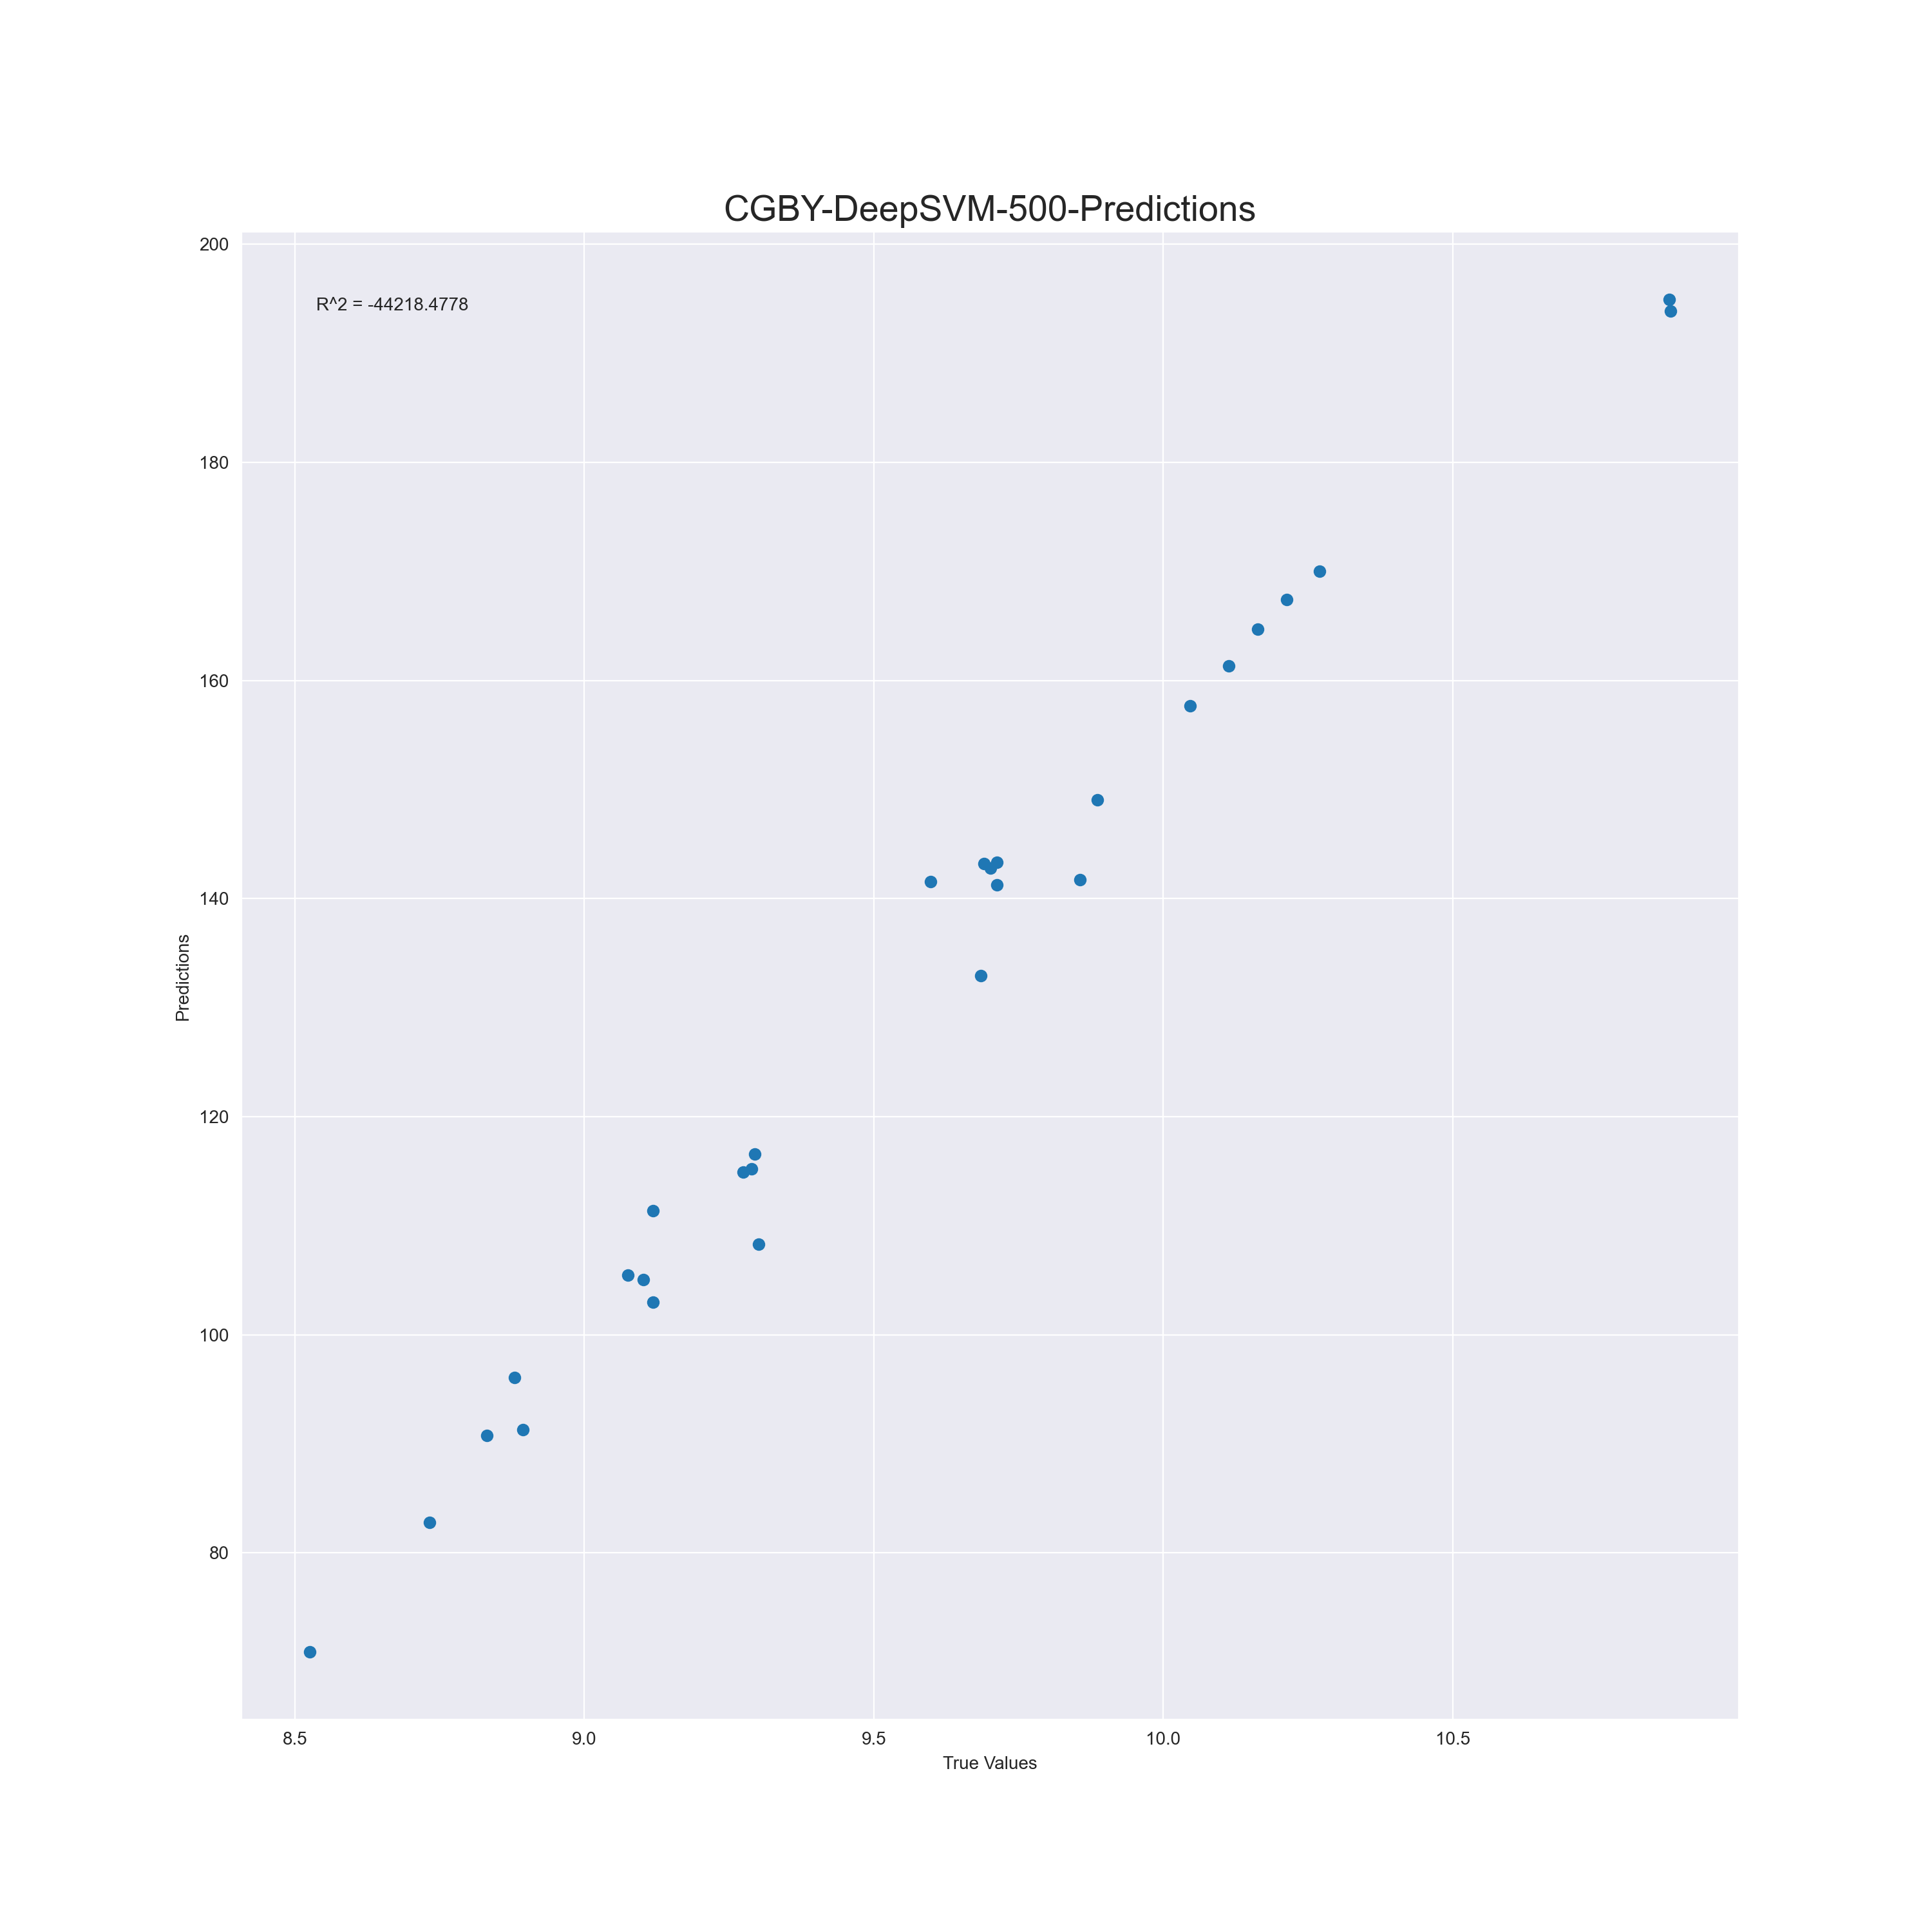 CGBY-DeepSVM-500-Predictions
R^2 = -44218.4778
200
180
160
140
120
100
80
Predictions
8.5 9.0 9.5 10.0 10.5
True Values